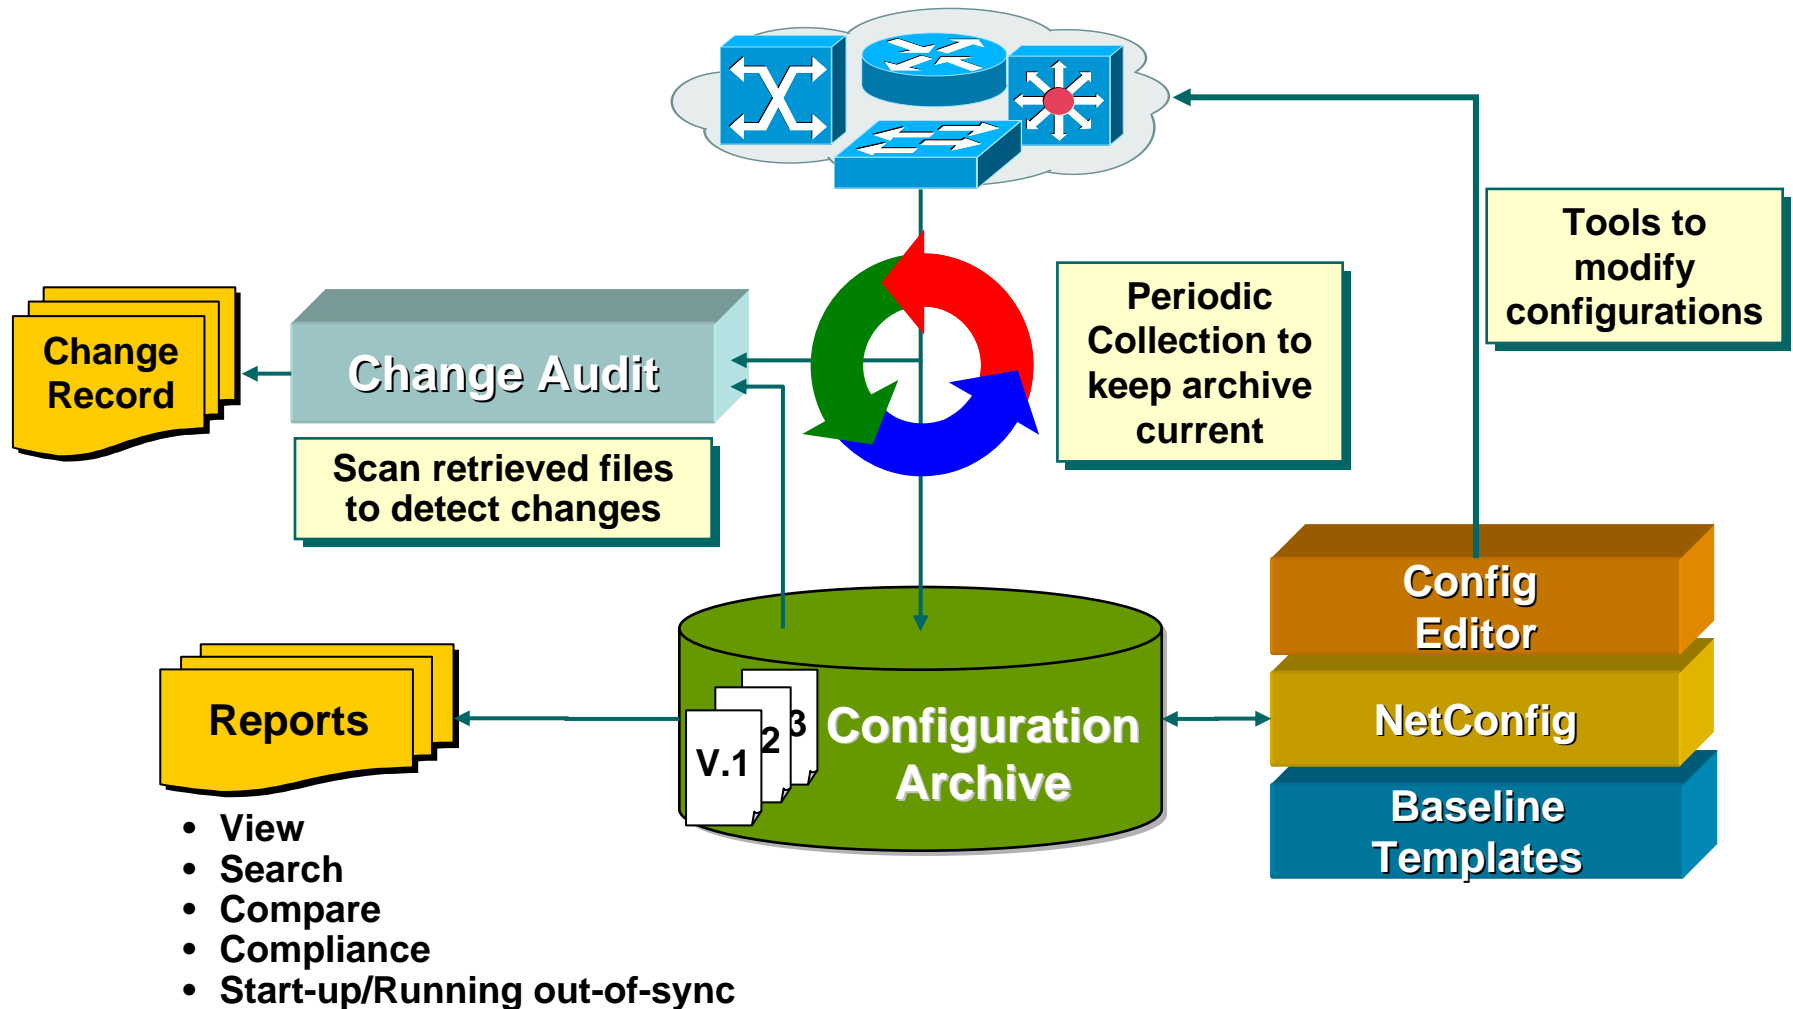 Tools to
modify
configurations
Periodic
Collection to
keep archive
current
Change
Record
Change Audit
Scan retrieved files
to detect changes
Config
Editor
NetConfig
Baseline
Templates
Configuration
Archive
V.1
2
3
Reports
• View
• Search
• Compare
• Compliance
• Start-up/Running out-of-sync